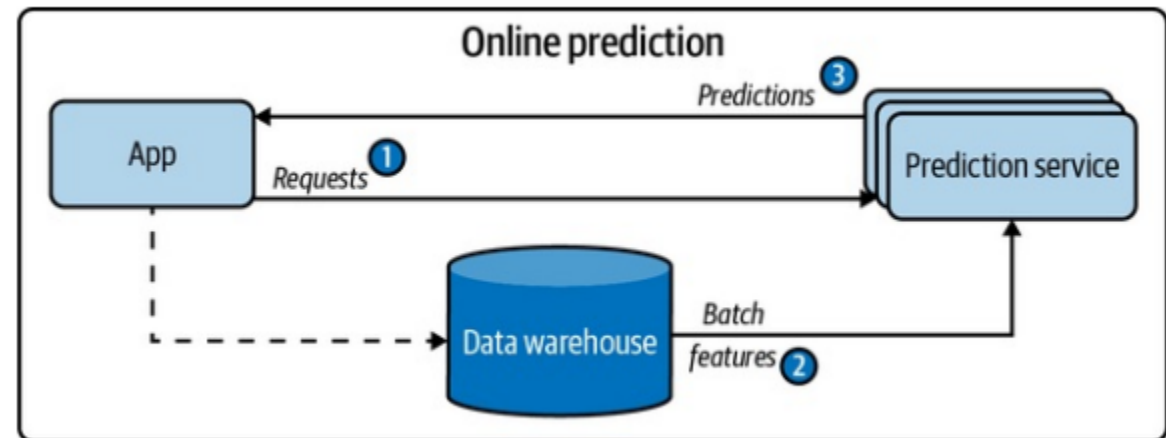 Online prediction
Predictions 3
App
Requests 1
Prediction service
Data warehouse
Batch
features 2